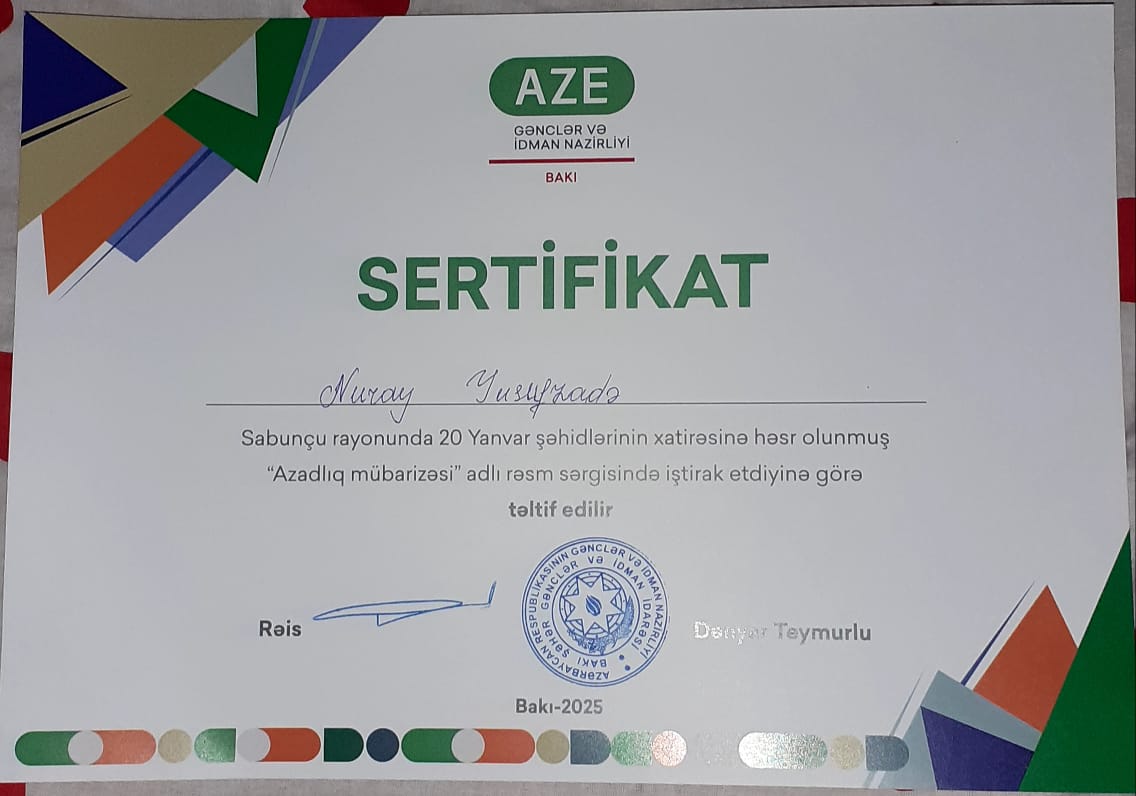 AZE
GƏNCLƏR VƏ
İDMAN NAZİRLİYİ
BAKI
SERTİFİKAT
Nuray Yusufzadə
Sabunçu rayonunda 20 Yanvar şəhidlərinin xatirəsinə həsr olunmuş
“Azadlıq mübarizəsi” adlı rəsm sərgisində iştirak etdiyinə görə
təltif edilir
AZƏRBAYCAN RESPUBLİKASININ GƏNCLƏR VƏ İDMAN NAZİRLİYİ
BAKI ŞƏHƏR GƏNCLƏR VƏ İDMAN İDARƏSİ
Rəis
Teymurlu
Bakı-2025